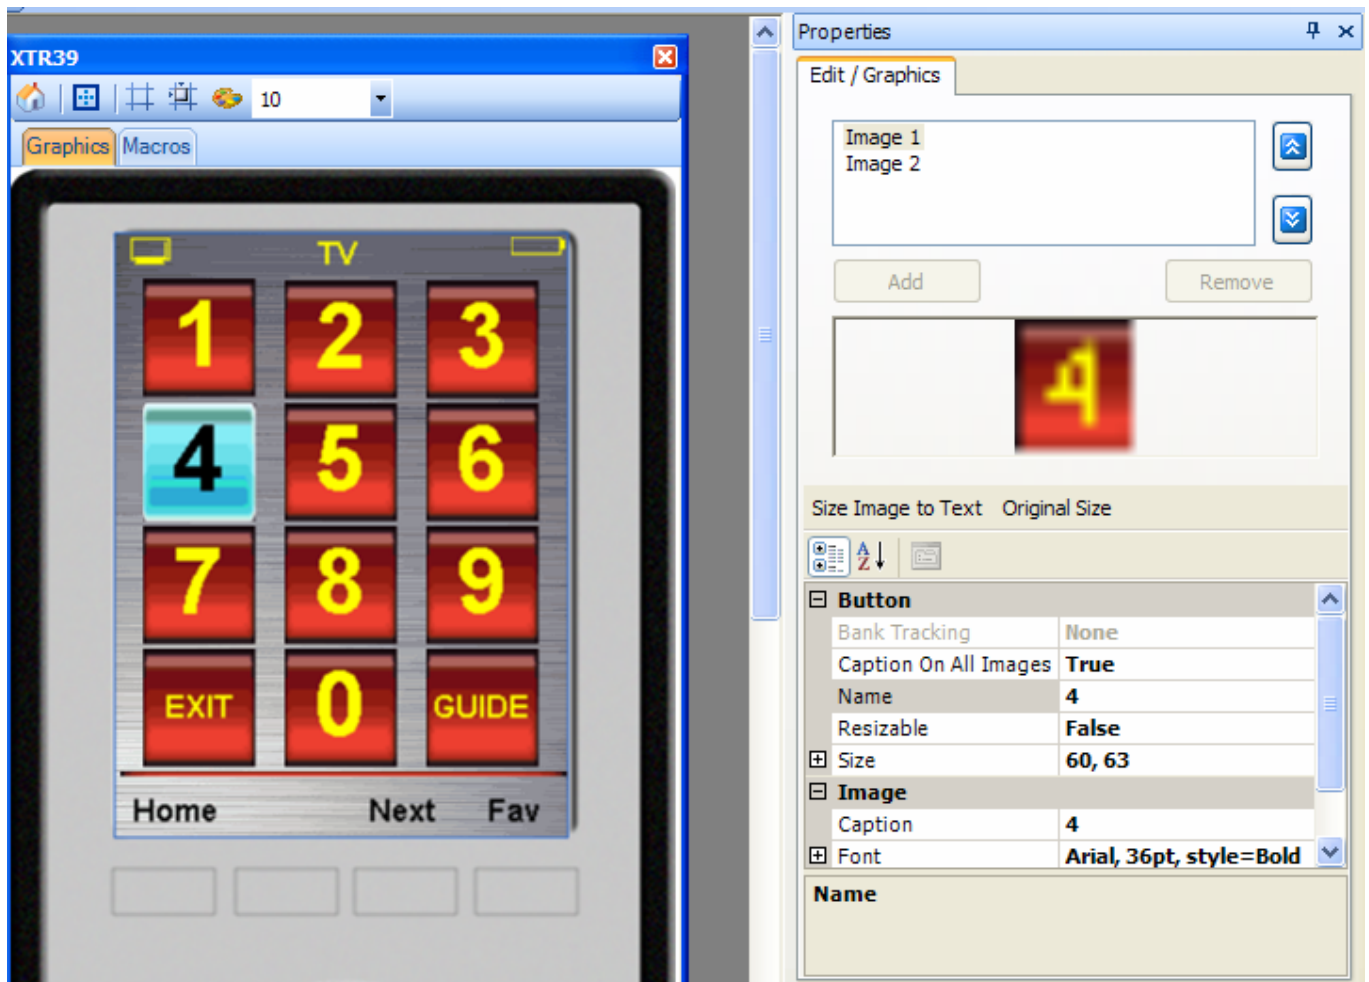 XTR39
10
Graphics Macros
TV
1 2 3
4 5 6
7 8 9
EXIT 0 GUIDE
Home Next Fav
Properties
Edit / Graphics
Image 1
Image 2
Add Remove
4
Size Image to Text Original Size
A
Z
Button
Bank Tracking None
Caption On All Images True
Name 4
Resizable False
Size 60, 63
Image
Caption 4
Font Arial, 36pt, style=Bold
Name